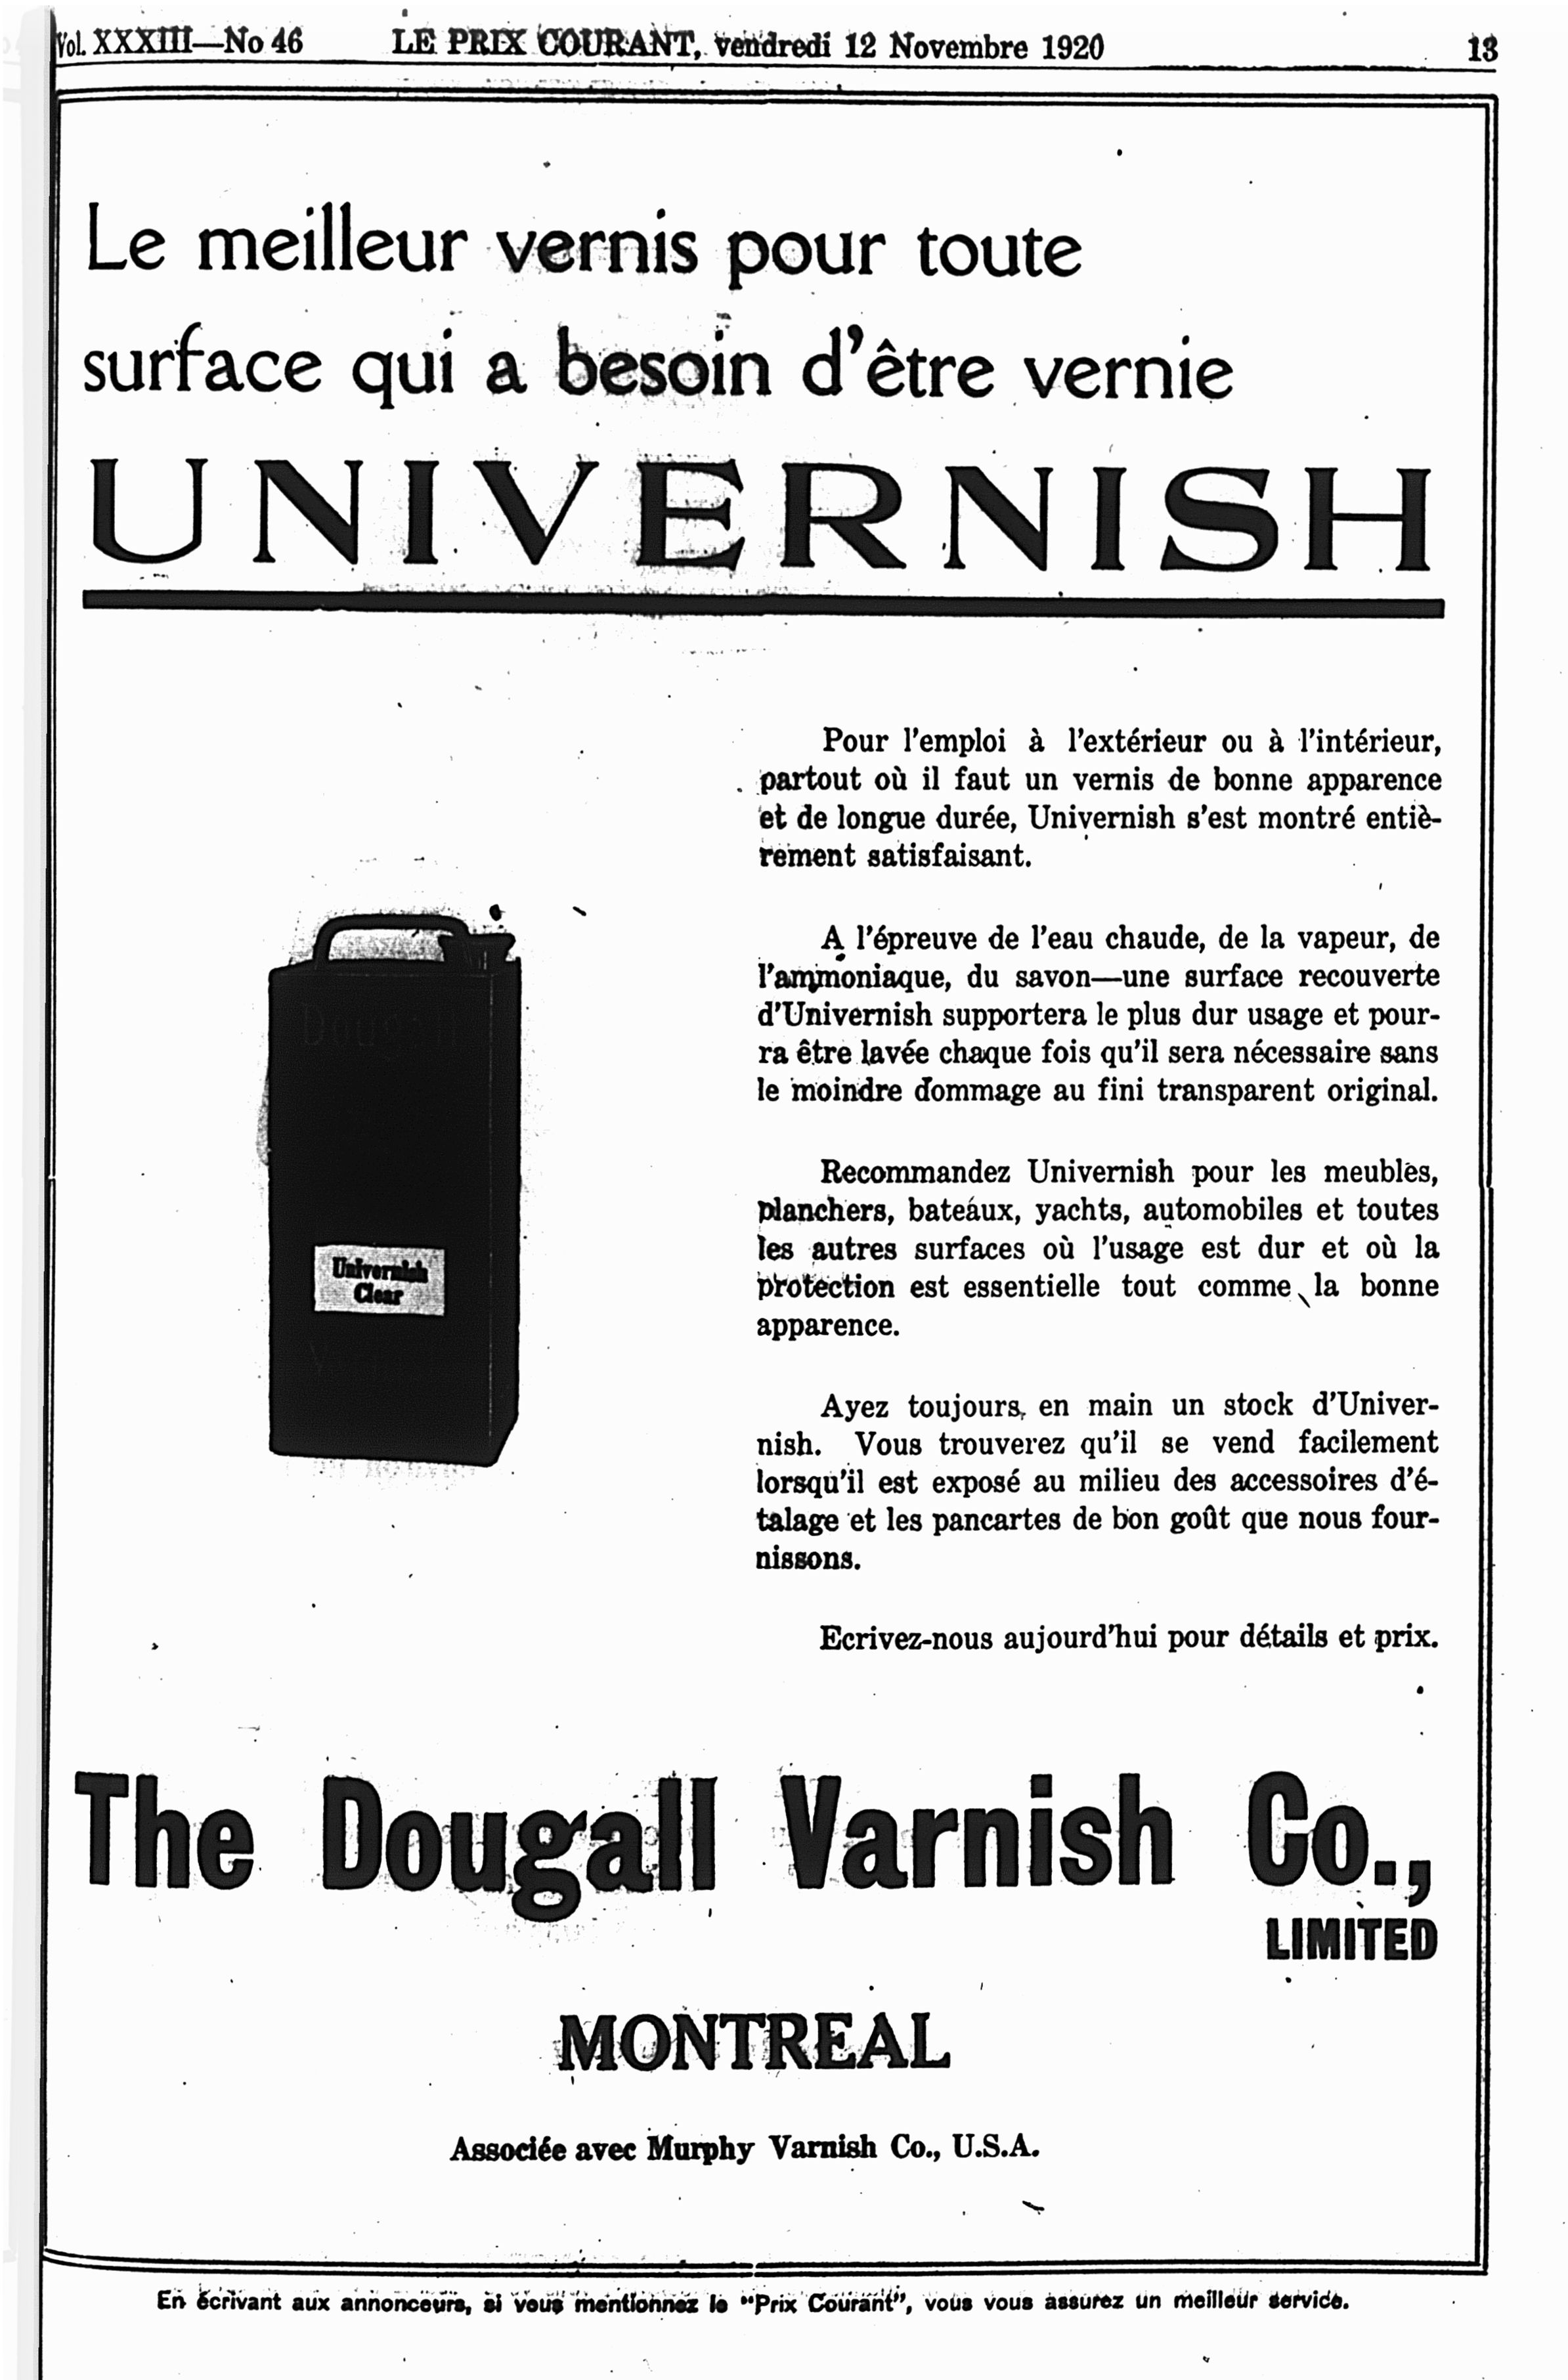 Vol. XXXIII—No 46 LE PRIX COURANT, vendredi 12 Novembre 1920 13
Le meilleur vernis pour toute
surface qui a besoin d'être vernie
UNIVERNISH
Pour l'emploi à l'extérieur ou à l'intérieur,
partout où il faut un vernis de bonne apparence
et de longue durée, Univernish s'est montré entiè-
rement satisfaisant.
A l'épreuve de l'eau chaude, de la vapeur, de
l'ammoniaque, du savon—une surface recouverte
d'Univernish supportera le plus dur usage et pour-
ra être lavée chaque fois qu'il sera nécessaire sans
le moindre dommage au fini transparent original.
Recommandez Univernish pour les meubles,
planchers, bateaux, yachts, automobiles et toutes
les autres surfaces où l'usage est dur et où la
protection est essentielle tout comme la bonne
apparence.
Ayez toujours en main un stock d'Univer-
nish. Vous trouverez qu'il se vend facilement
lorsqu'il est exposé au milieu des accessoires d'é-
talage et les pancartes de bon goût que nous four-
nissons.
Ecrivez-nous aujourd'hui pour détails et prix.
Dougall
Univernish
Clear
The Dougall Varnish Co.,
LIMITED
MONTREAL
Associée avec Murphy Varnish Co., U.S.A.
En écrivant aux annonceurs, si vous mentionnez le "Prix Courant", vous vous assurez un meilleur service.